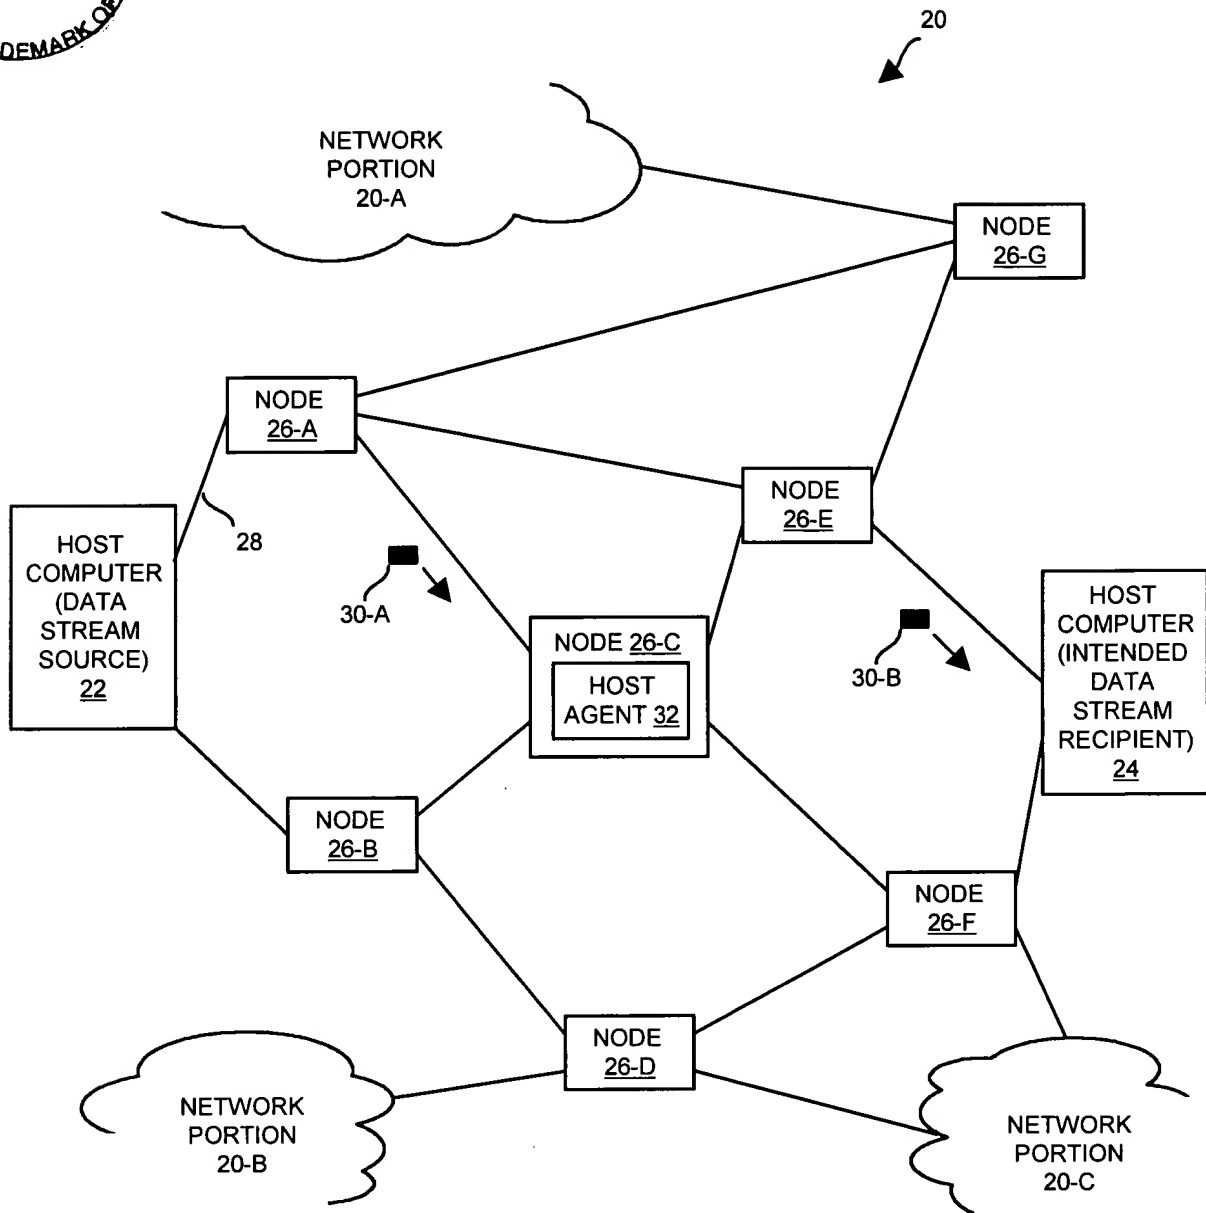 DEMARK OF
20
NETWORK
PORTION
20-A
NODE
26-G
NODE
26-A
28
NODE
26-E
HOST
COMPUTER
(DATA
STREAM
SOURCE)
22
30-A
NODE 26-C
HOST
AGENT 32
30-B
HOST
COMPUTER
(INTENDED
DATA
STREAM
RECIPIENT)
24
NODE
26-B
NODE
26-F
NODE
26-D
NETWORK
PORTION
20-B
NETWORK
PORTION
20-C